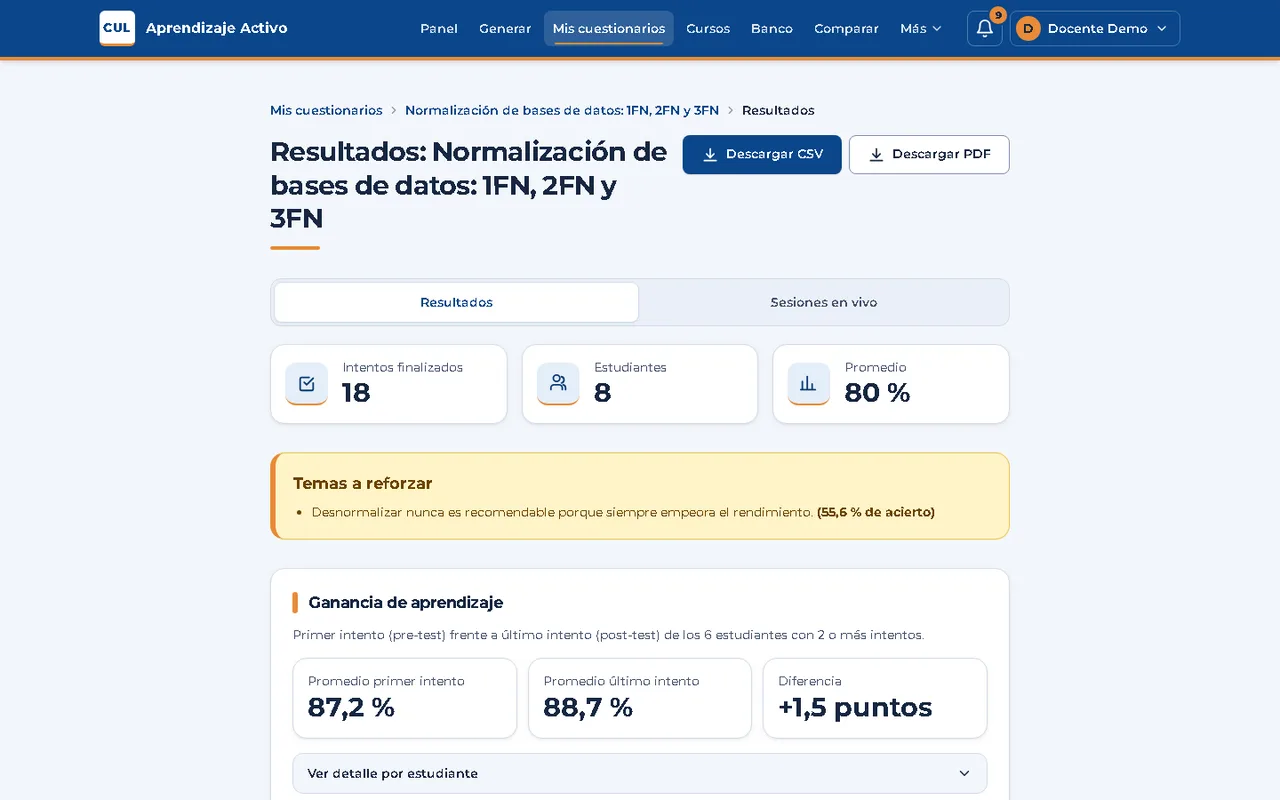 CUL Aprendizaje Activo Panel Generar Mis cuestionarios Cursos Banco Comparar Más 9 D Docente Demo
Mis cuestionarios > Normalización de bases de datos: 1FN, 2FN y 3FN > Resultados
Resultados: Normalización de
bases de datos: 1FN, 2FN y
3FN
Descargar CSV Descargar PDF
Resultados Sesiones en vivo
Intentos finalizados
18
Estudiantes
8
Promedio
80 %
Temas a reforzar
• Desnormalizar nunca es recomendable porque siempre empeora el rendimiento. (55,6 % de acierto)
Ganancia de aprendizaje
Primer intento (pre-test) frente a último intento (post-test) de los 6 estudiantes con 2 o más intentos.
Promedio primer intento
87,2 %
Promedio último intento
88,7 %
Diferencia
+1,5 puntos
Ver detalle por estudiante